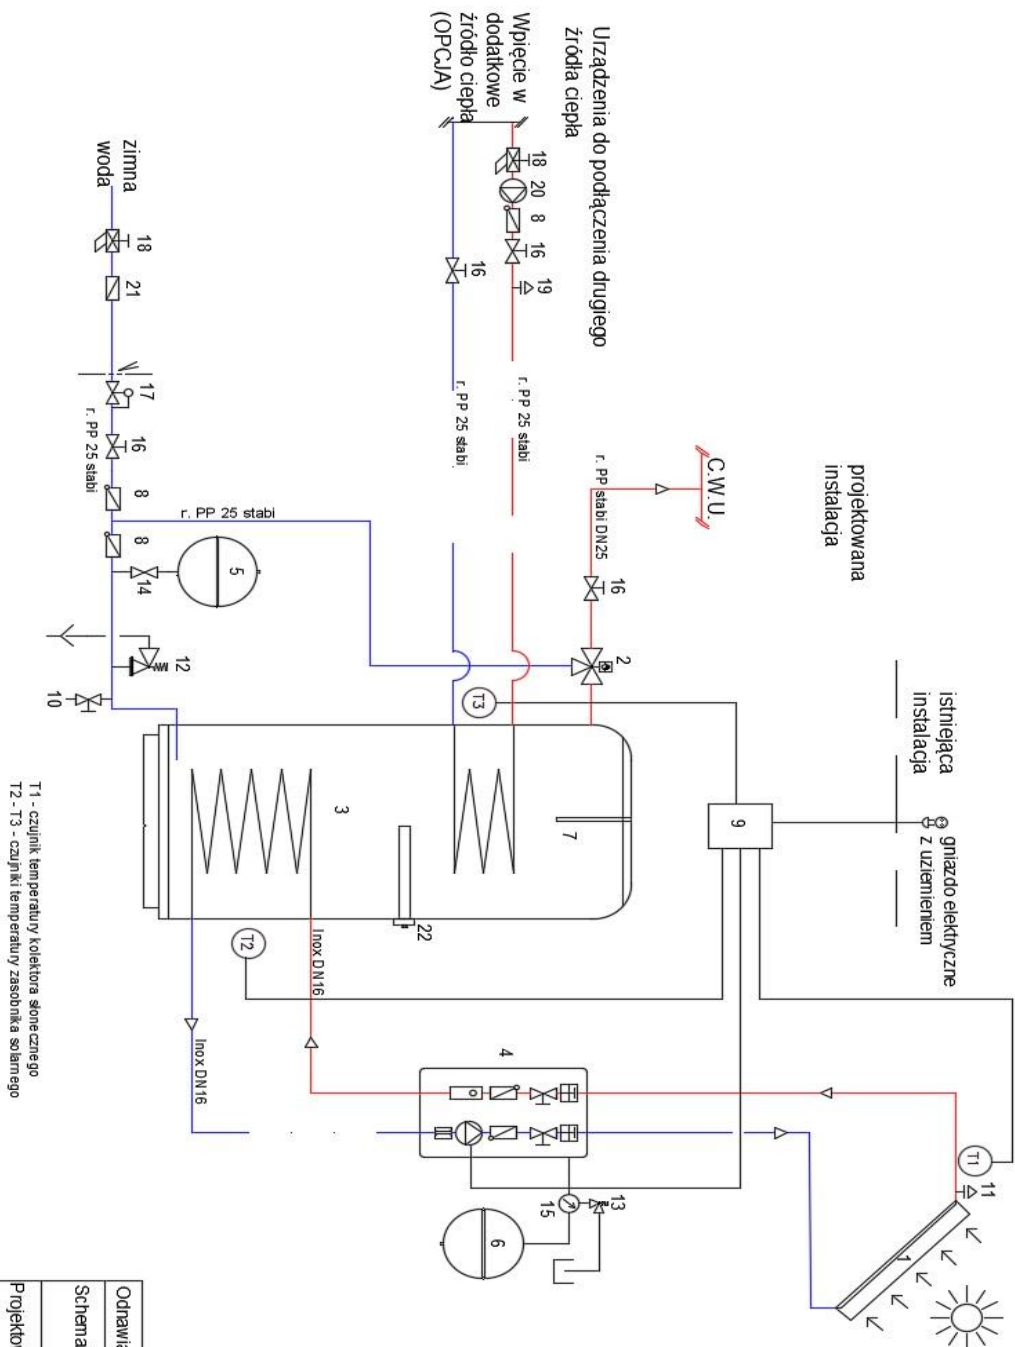 Urządzenia do podłączenia drugiego
źródła ciepła
Wpięcie w
dodatkowe
źródło ciepła
(OPCJA)
18
20
8
16
19
16
r. PP 25 stabi
r. PP 25 stabi
zimna
woda
18
21
17
16
r. PP 25 stabi
8
8
r. PP 25 stabi
5
14
12
10
projektowana
instalacja
C.W.U.
r. PP stabi DN25
16
2
istniejąca
instalacja
gniazdo elektryczne
z uziemieniem
9
T3
3
7
22
T2
Inox DN16
Inox DN16
4
T1
11
1
13
15
6
T1 - czujnik temperatury kolektora słonecznego
T2 - T3 - czujniki temperatury zasobnika solarnego
Odnawia
Schema
Projektow